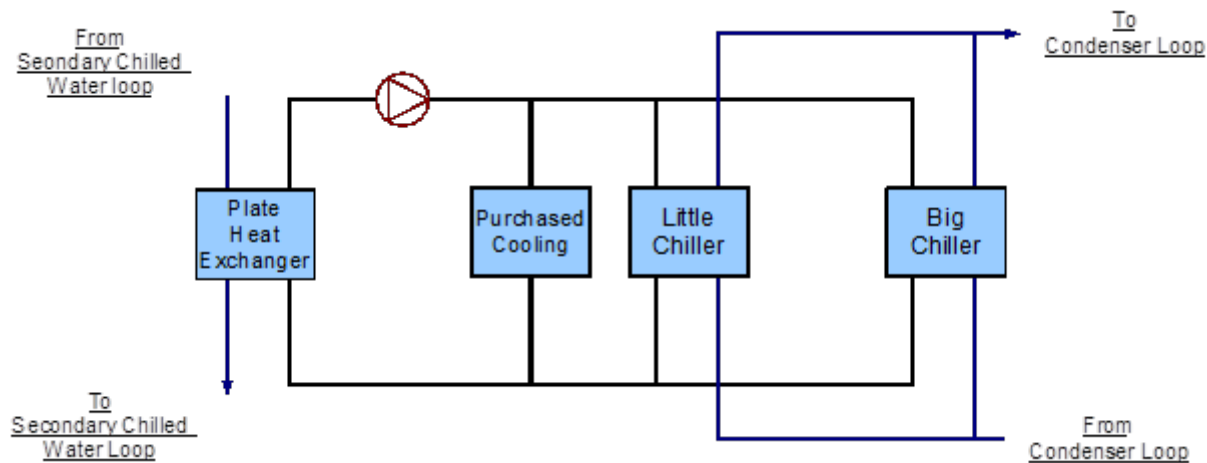 From
Seondary Chilled
Water loop
To
Condenser Loop
Plate
Heat
Exchanger
Purchased
Cooling
Little
Chiller
Big
Chiller
To
Secondary Chilled
Water Loop
From
Condenser Loop